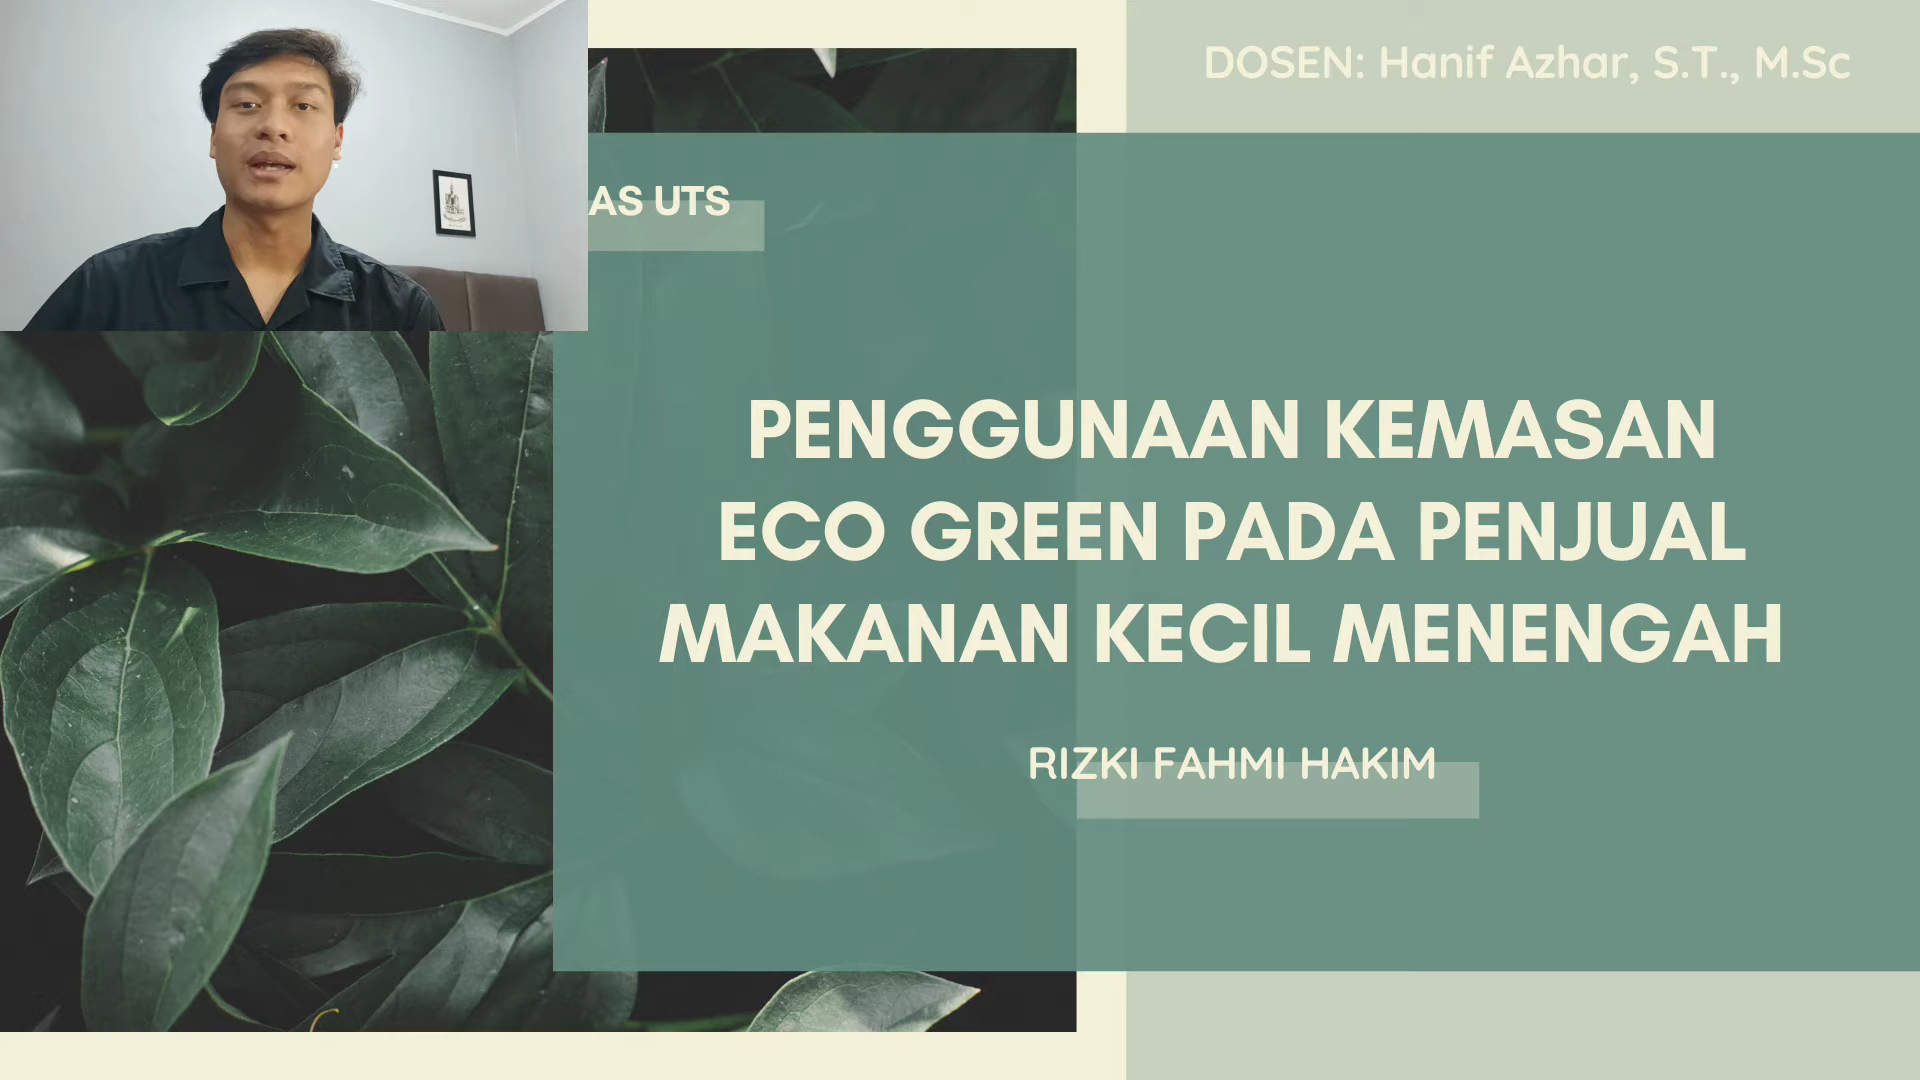 DOSEN: Hanif Azhar, S.T., M.Sc
AS UTS
PENGGUNAAN KEMASAN
ECO GREEN PADA PENJUAL
MAKANAN KECIL MENENGAH
RIZKI FAHMI HAKIM